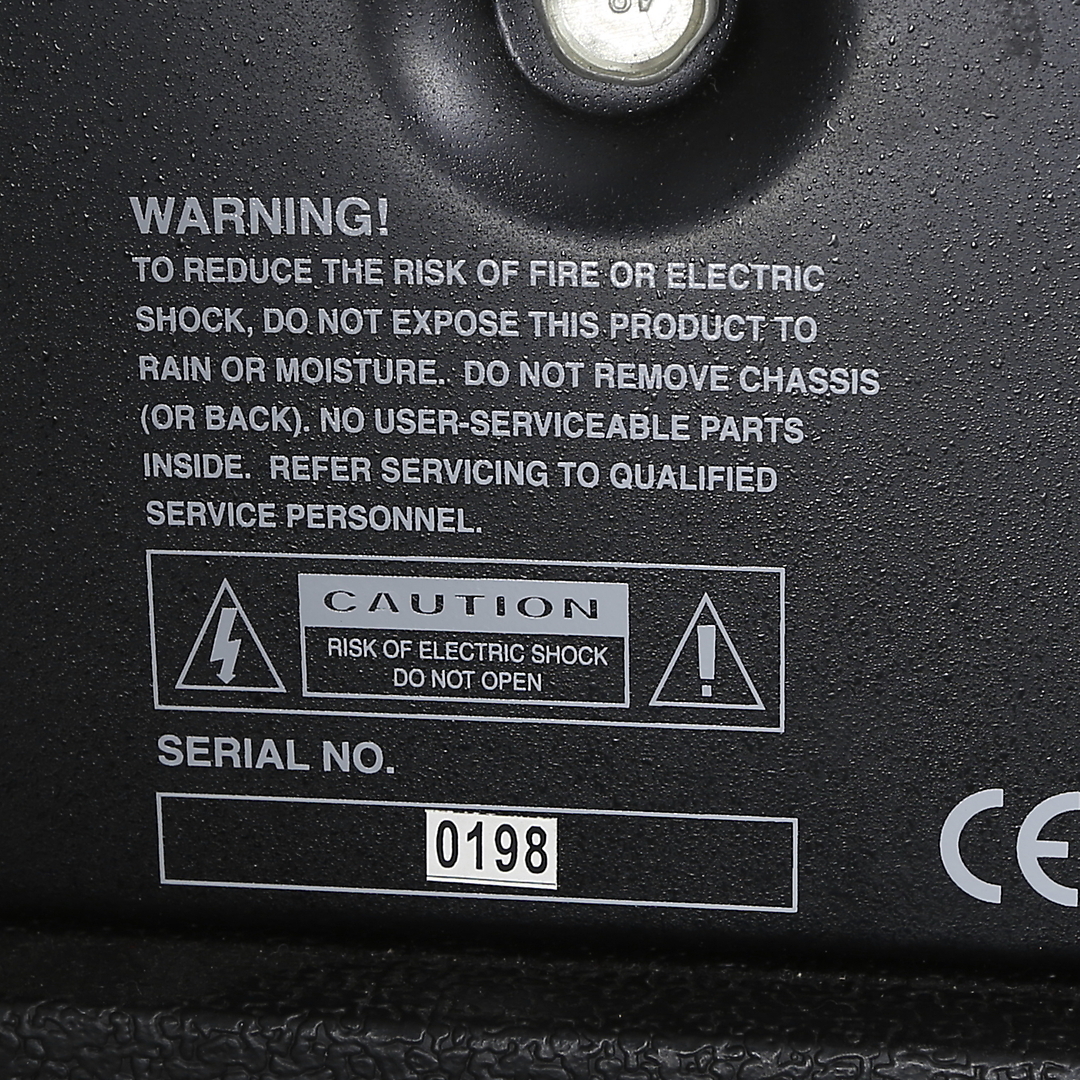 WARNING!
TO REDUCE THE RISK OF FIRE OR ELECTRIC
SHOCK, DO NOT EXPOSE THIS PRODUCT TO
RAIN OR MOISTURE. DO NOT REMOVE CHASSIS
(OR BACK). NO USER-SERVICEABLE PARTS
INSIDE. REFER SERVICING TO QUALIFIED
SERVICE PERSONNEL.
CAUTION
RISK OF ELECTRIC SHOCK
DO NOT OPEN
SERIAL NO.
0198
CE